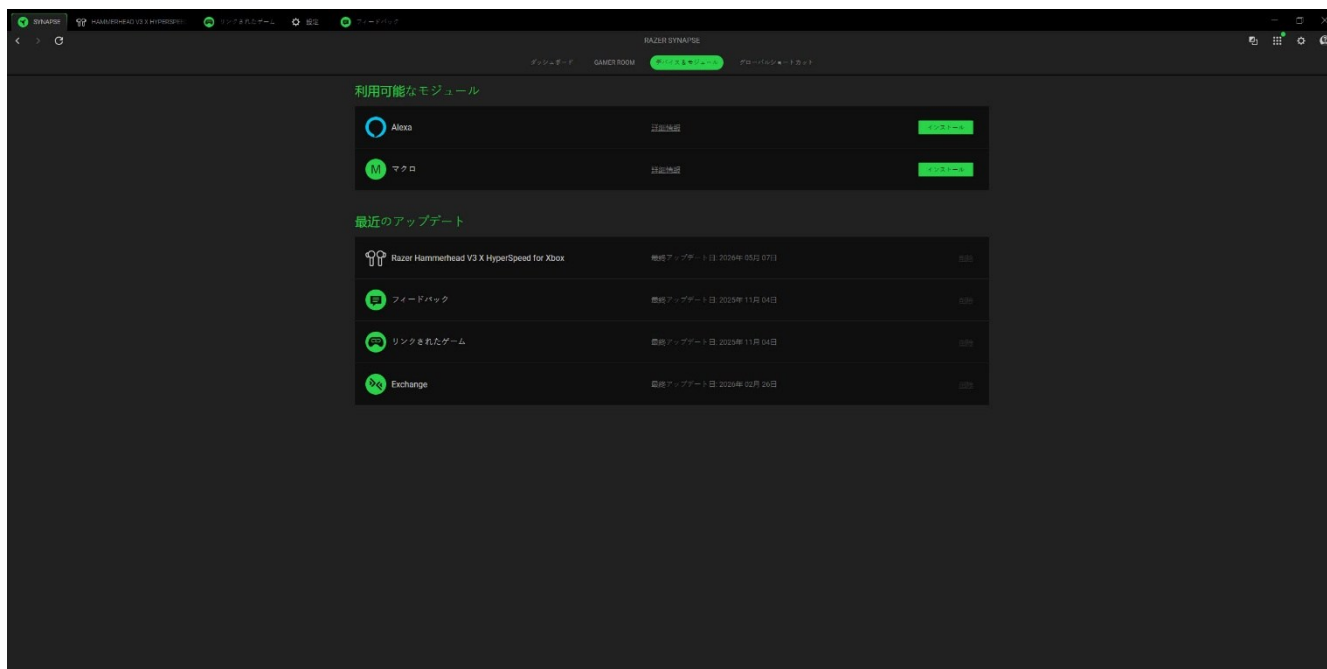 SYNAPSE HAMMERHEAD V3 X HYPERSPEE リンクされたゲーム 設定 フィードバック
RAZER SYNAPSE
ダッシュボード GAMER ROOM デバイス & モジュール グローバルショートカット
利用可能なモジュール
Alexa 詳細情報 インストール
M マクロ 詳細情報 インストール
最近のアップデート
Razer Hammerhead V3 X HyperSpeed for Xbox 最終アップデート日: 2026年 05月 07日
フィードバック 最終アップデート日: 2025年 11月 04日
リンクされたゲーム 最終アップデート日: 2025年 11月 04日
Exchange 最終アップデート日: 2026年 02月 26日